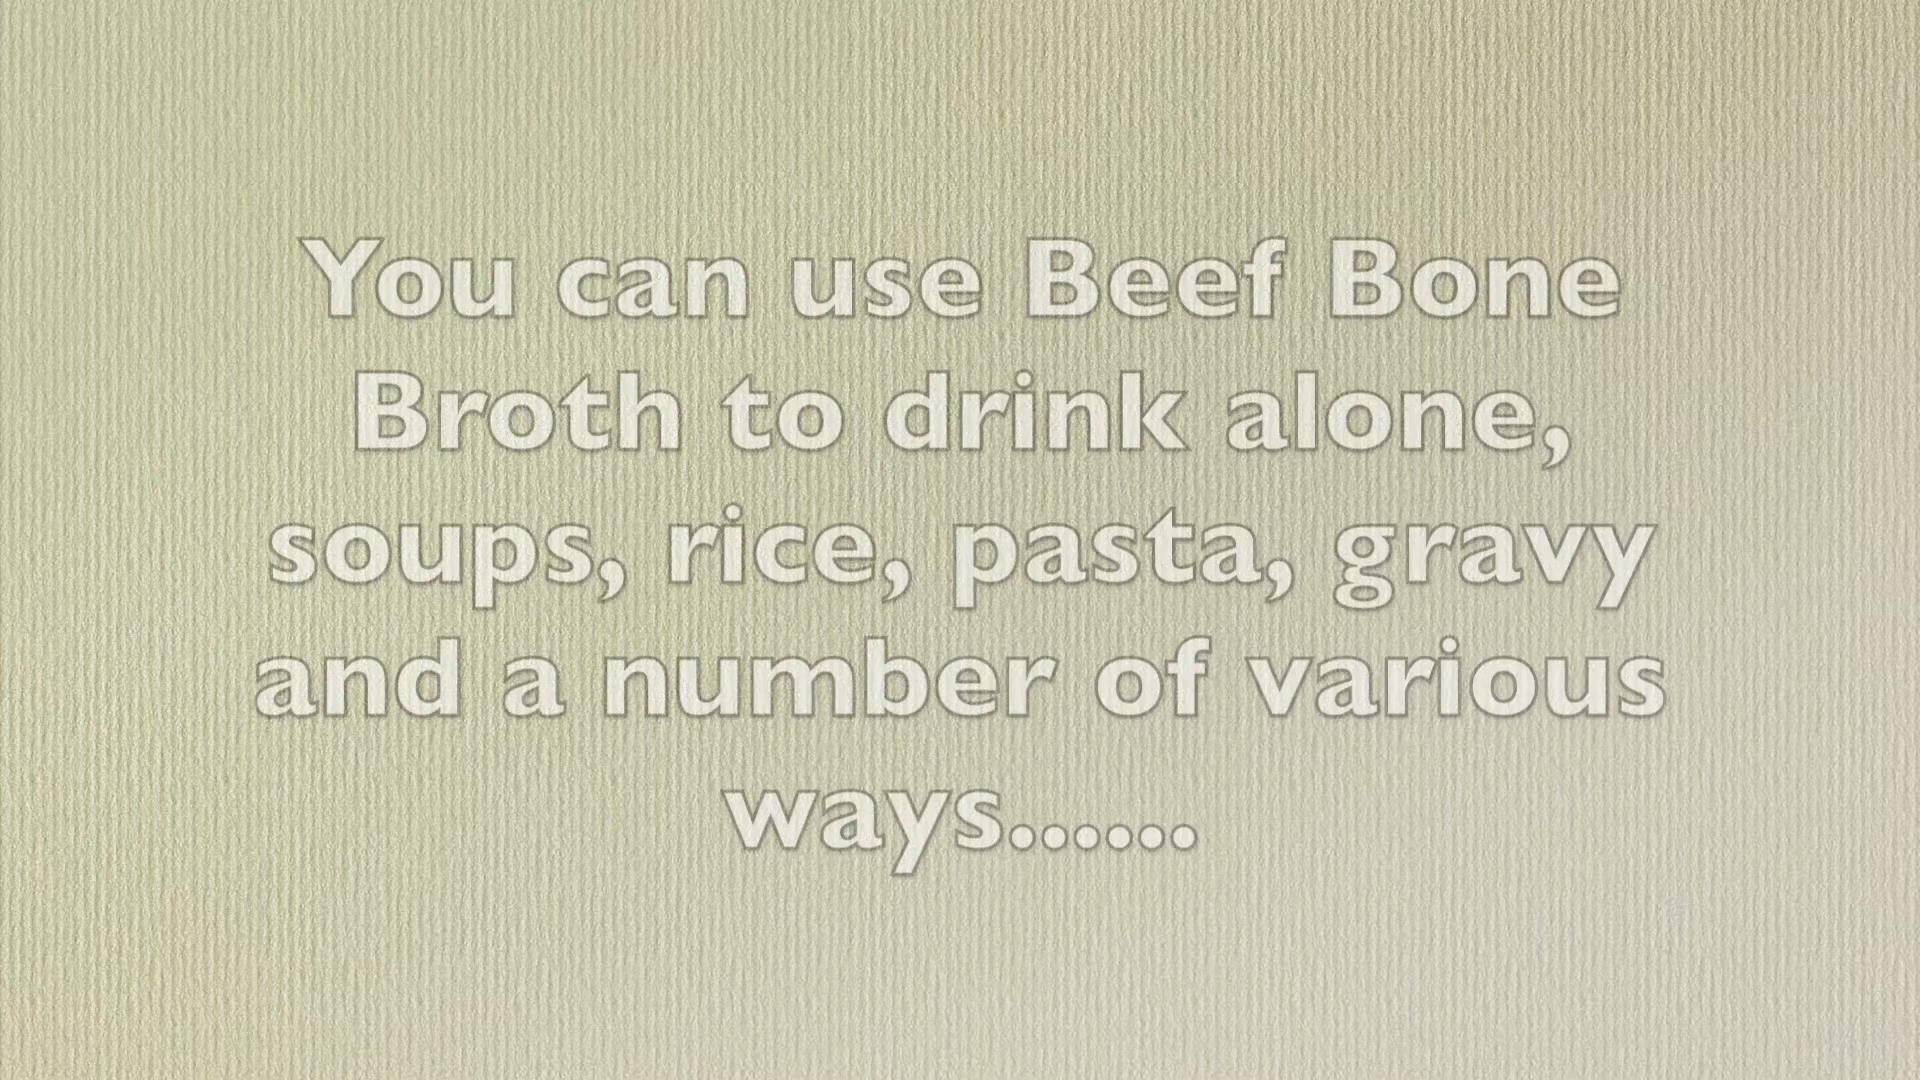 You can use Beef Bone
Broth to drink alone,
soups, rice, pasta, gravy
and a number of various
ways......